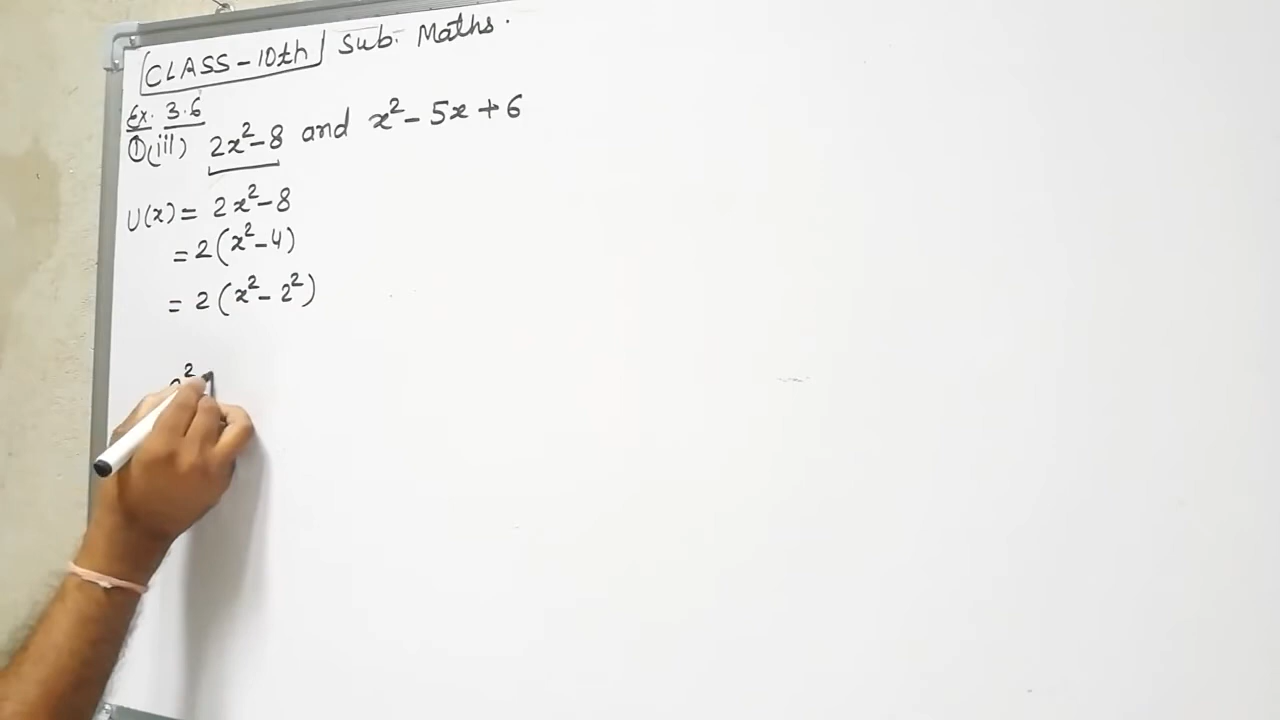 CLASS-10th Sub. Maths.
Ex. 3.6
①(iii) 2x²-8 and x²-5x+6
U(x) = 2x²-8
= 2(x²-4)
= 2(x²-2²)